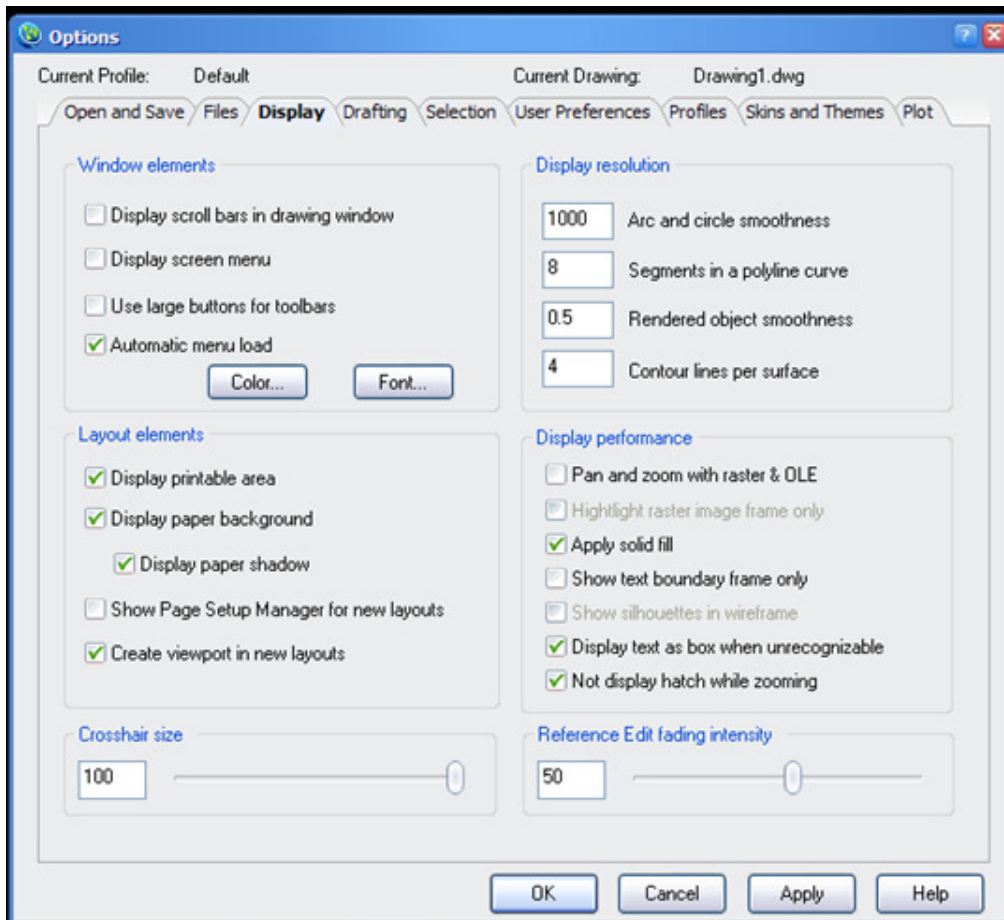 Options
Current Profile: Default Current Drawing: Drawing1.dwg
Open and Save Files Display Drafting Selection User Preferences Profiles Skins and Themes Plot
Window elements
Display scroll bars in drawing window
Display screen menu
Use large buttons for toolbars
Automatic menu load
Color... Font...
Display resolution
1000 Arc and circle smoothness
8 Segments in a polyline curve
0.5 Rendered object smoothness
4 Contour lines per surface
Layout elements
Display printable area
Display paper background
Display paper shadow
Show Page Setup Manager for new layouts
Create viewport in new layouts
Display performance
Pan and zoom with raster & OLE
Hightlight raster image frame only
Apply solid fill
Show text boundary frame only
Show silhouettes in wireframe
Display text as box when unrecognizable
Not display hatch while zooming
Crosshair size
100
Reference Edit fading intensity
50
OK Cancel Apply Help